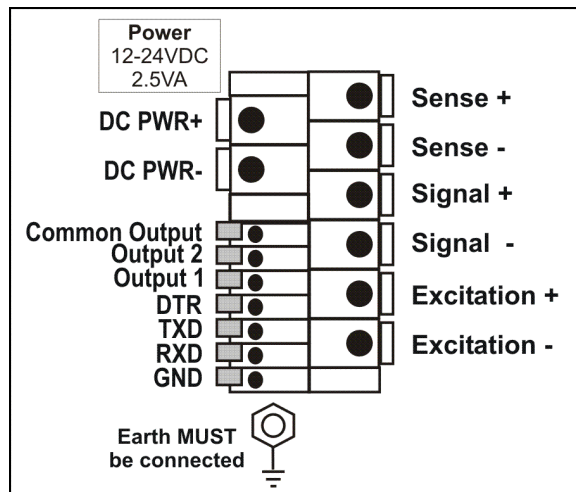 Power
12-24VDC
2.5VA
DC PWR+
DC PWR-
Common Output
Output 2
Output 1
DTR
TXD
RXD
GND
Sense +
Sense -
Signal +
Signal -
Excitation +
Excitation -
Earth MUST
be connected